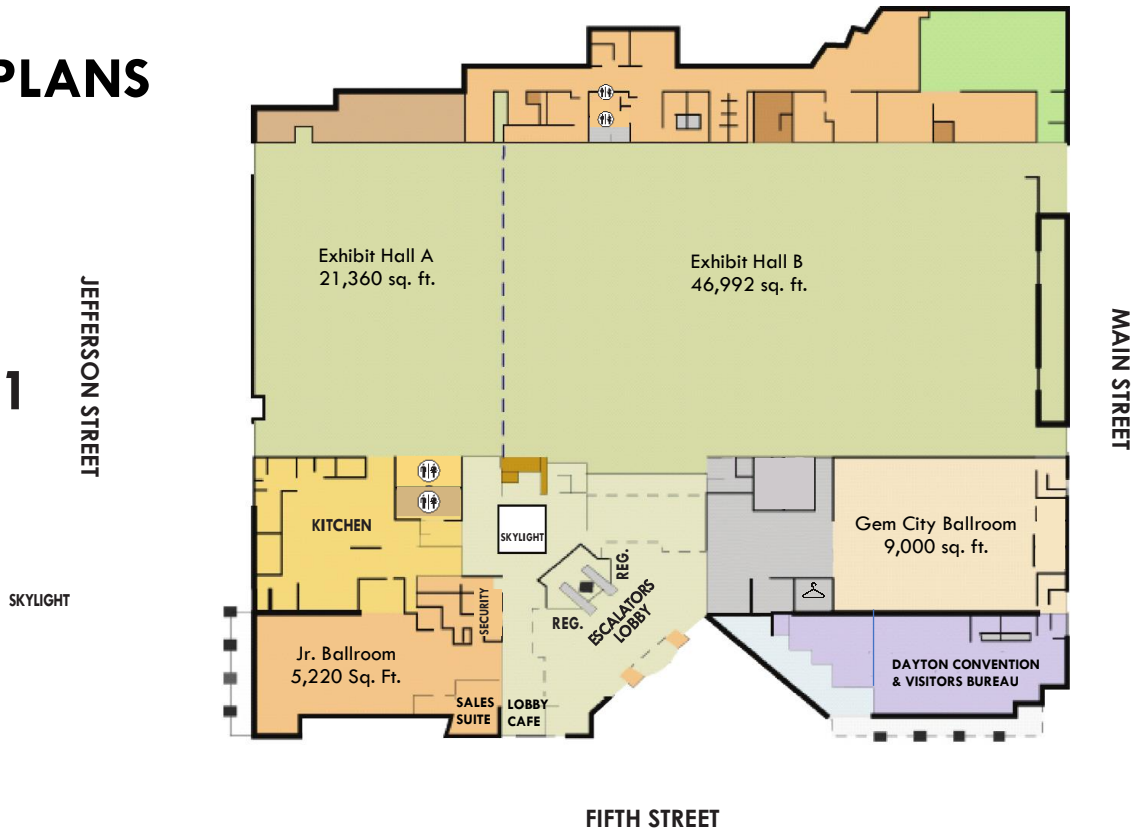 PLANS
1
JEFFERSON STREET
MAIN STREET
Exhibit Hall A
21,360 sq. ft.
Exhibit Hall B
46,992 sq. ft.
KITCHEN
SKYLIGHT
Gem City Ballroom
9,000 sq. ft.
REG.
REG.
ESCALATORS
LOBBY
SECURITY
SKYLIGHT
Jr. Ballroom
5,220 Sq. Ft.
SALES
SUITE
LOBBY
CAFE
DAYTON CONVENTION
& VISITORS BUREAU
FIFTH STREET